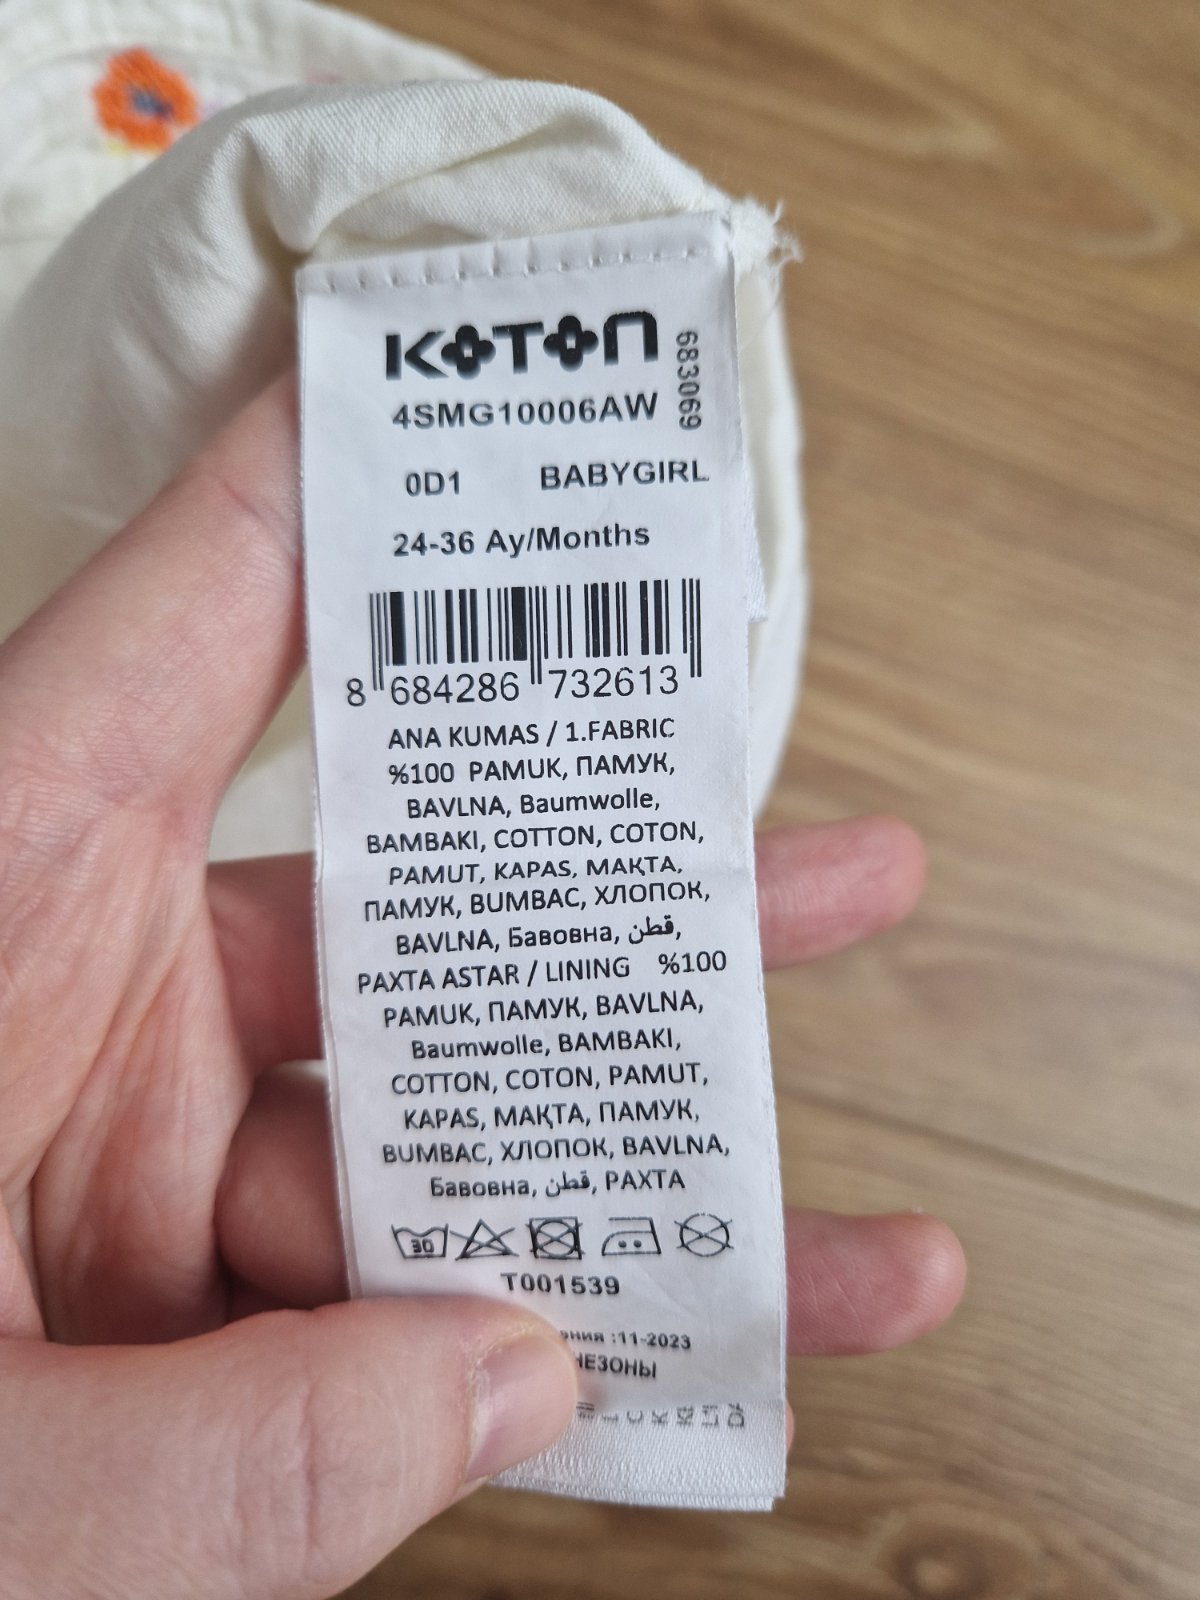 KOTON
683069
4SMG10006AW
0D1 BABYGIRL
24-36 Ay/Months
8 684286 732613
ANA KUMAS / 1.FABRIC
%100 PAMUK, ПАМУК,
BAVLNA, Baumwolle,
BAMBAKI, COTTON, COTON,
PAMUT, KAPAS, МАҚТА,
ПАМУК, BUMBAC, ХЛОПОК,
BAVLNA, Бавовна, قطن,
PAXTA ASTAR / LINING %100
PAMUK, ПАМУК, BAVLNA,
Baumwolle, BAMBAKI,
COTTON, COTON, PAMUT,
KAPAS, МАҚТА, ПАМУК,
BUMBAC, ХЛОПОК, BAVLNA,
Бавовна, قطن, PAXTA
30
T001539
:11-2023